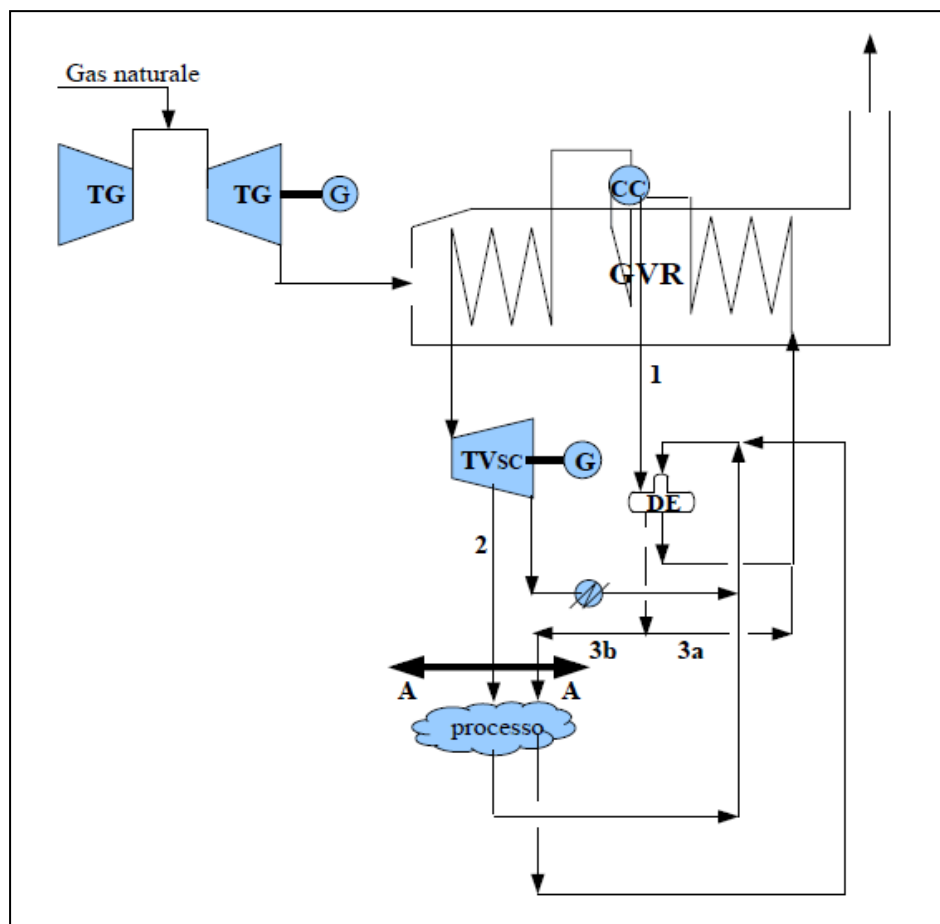 Gas naturale
TG
TG
G
CC
GVR
1
TVSC
G
DE
2
3b
3a
A
A
processo